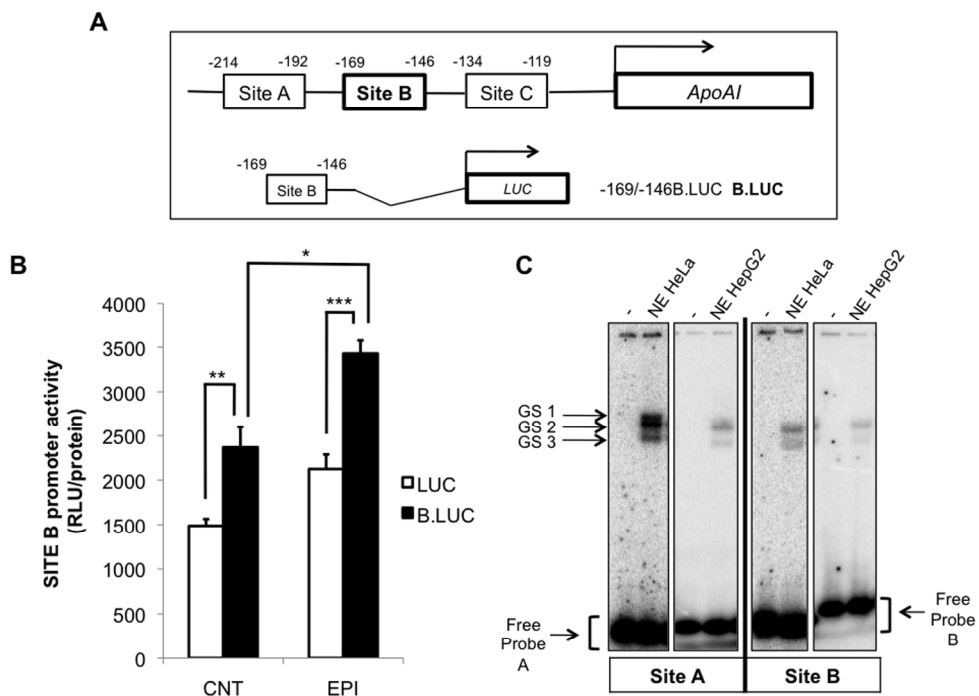 A
-214 -192 -169 -146 -134 -119
Site A Site B Site C ApoAI
-169 -146
Site B LUC -169/-146B.LUC B.LUC
B
SITE B promoter activity
(RLU/protein)
4000
3500
3000
2500
2000
1500
1000
500
0
*
**
***
LUC
B.LUC
CNT EPI
C
- NE HeLa - NE HepG2 - NE HeLa - NE HepG2
GS 1
GS 2
GS 3
Free
Probe
A
Free
Probe
B
Site A Site B